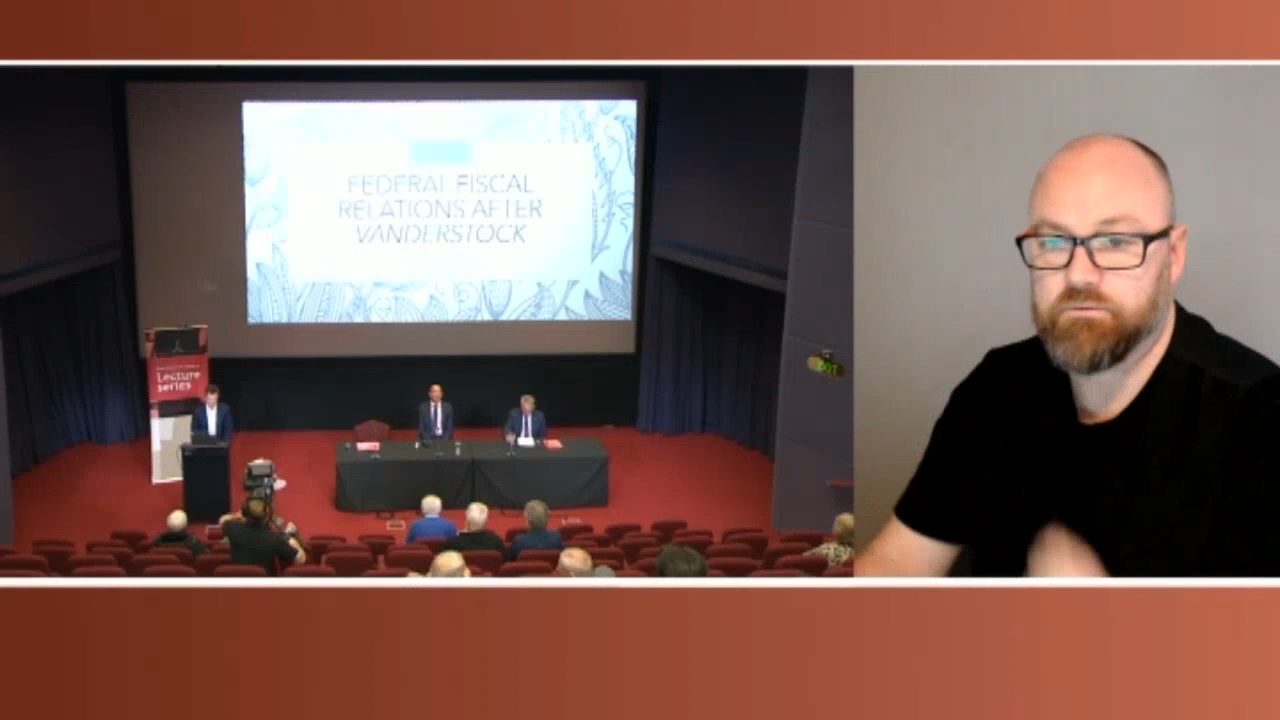 FEDERAL FISCAL
RELATIONS AFTER
VANDERSTOCK
Lecture
series